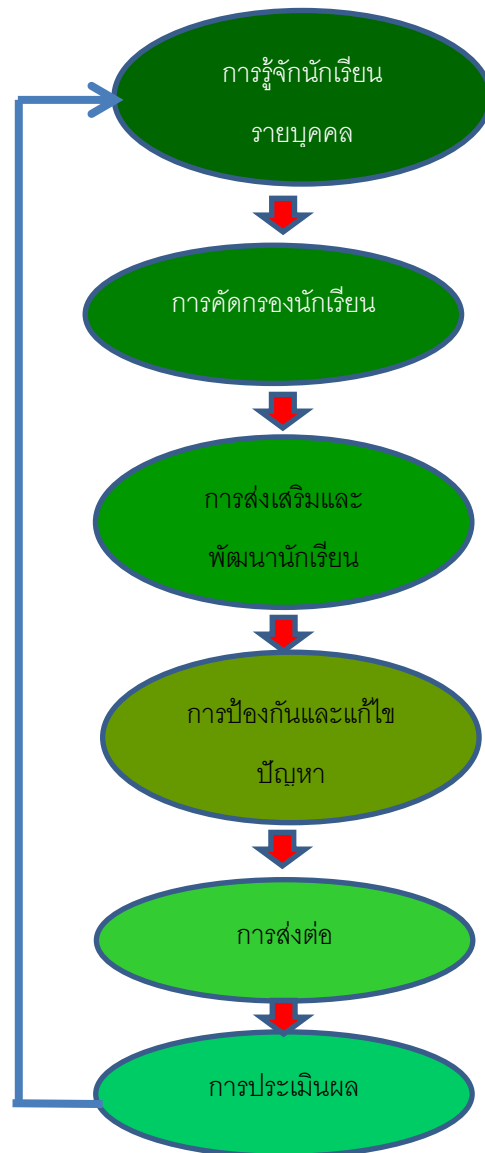 การรู้จักนักเรียน
รายบุคคล
การคัดกรองนักเรียน
การส่งเสริมและ
พัฒนานักเรียน
การป้องกันและแก้ไข
ปัญหา
การส่งต่อ
การประเมินผล